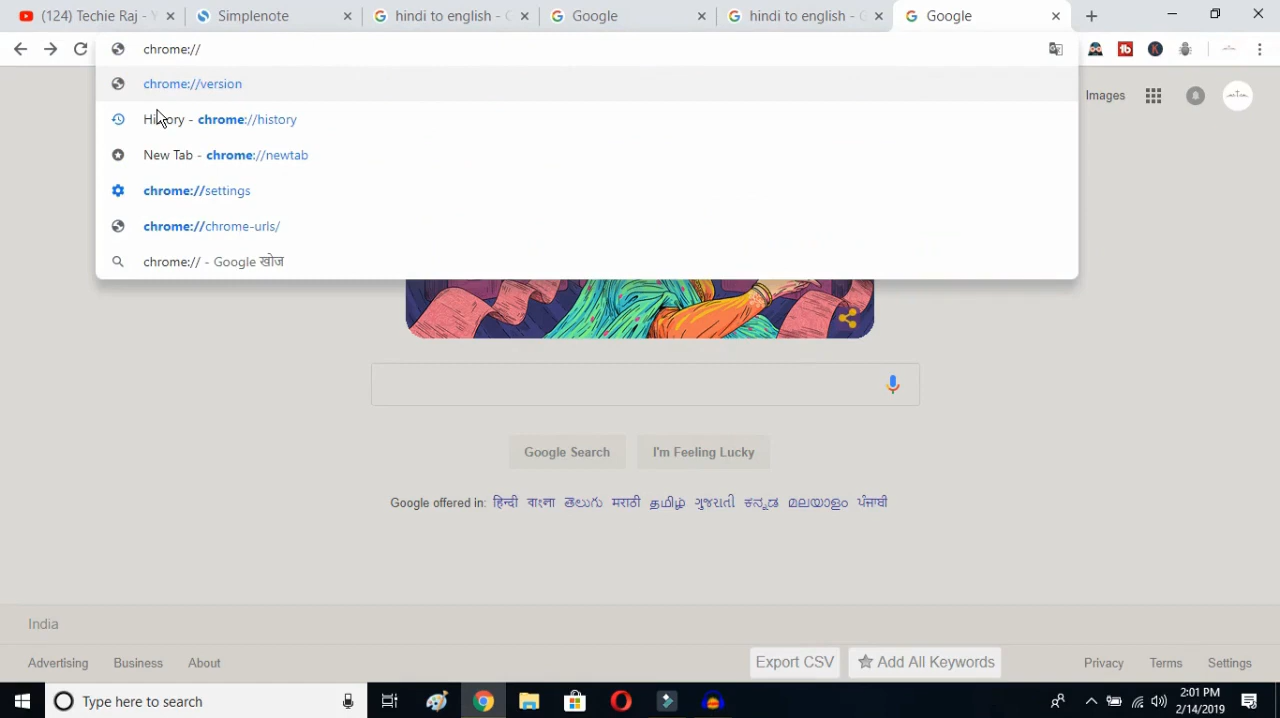 (124) Techie Raj - Y
Simplenote
hindi to english - G
Google
hindi to english - G
Google
chrome://
chrome://version
History - chrome://history
New Tab - chrome://newtab
chrome://settings
chrome://chrome-urls/
chrome:// - Google खोज
Images
Google Search
I'm Feeling Lucky
Google offered in: हिन्दी বাংলা తెలుగు मराठी தமிழ் ગુજરાતી ಕನ್ನಡ മലയാളം ਪੰਜਾਬੀ
India
Advertising Business About
Export CSV
Add All Keywords
Privacy Terms Settings
Type here to search
2:01 PM
2/14/2019